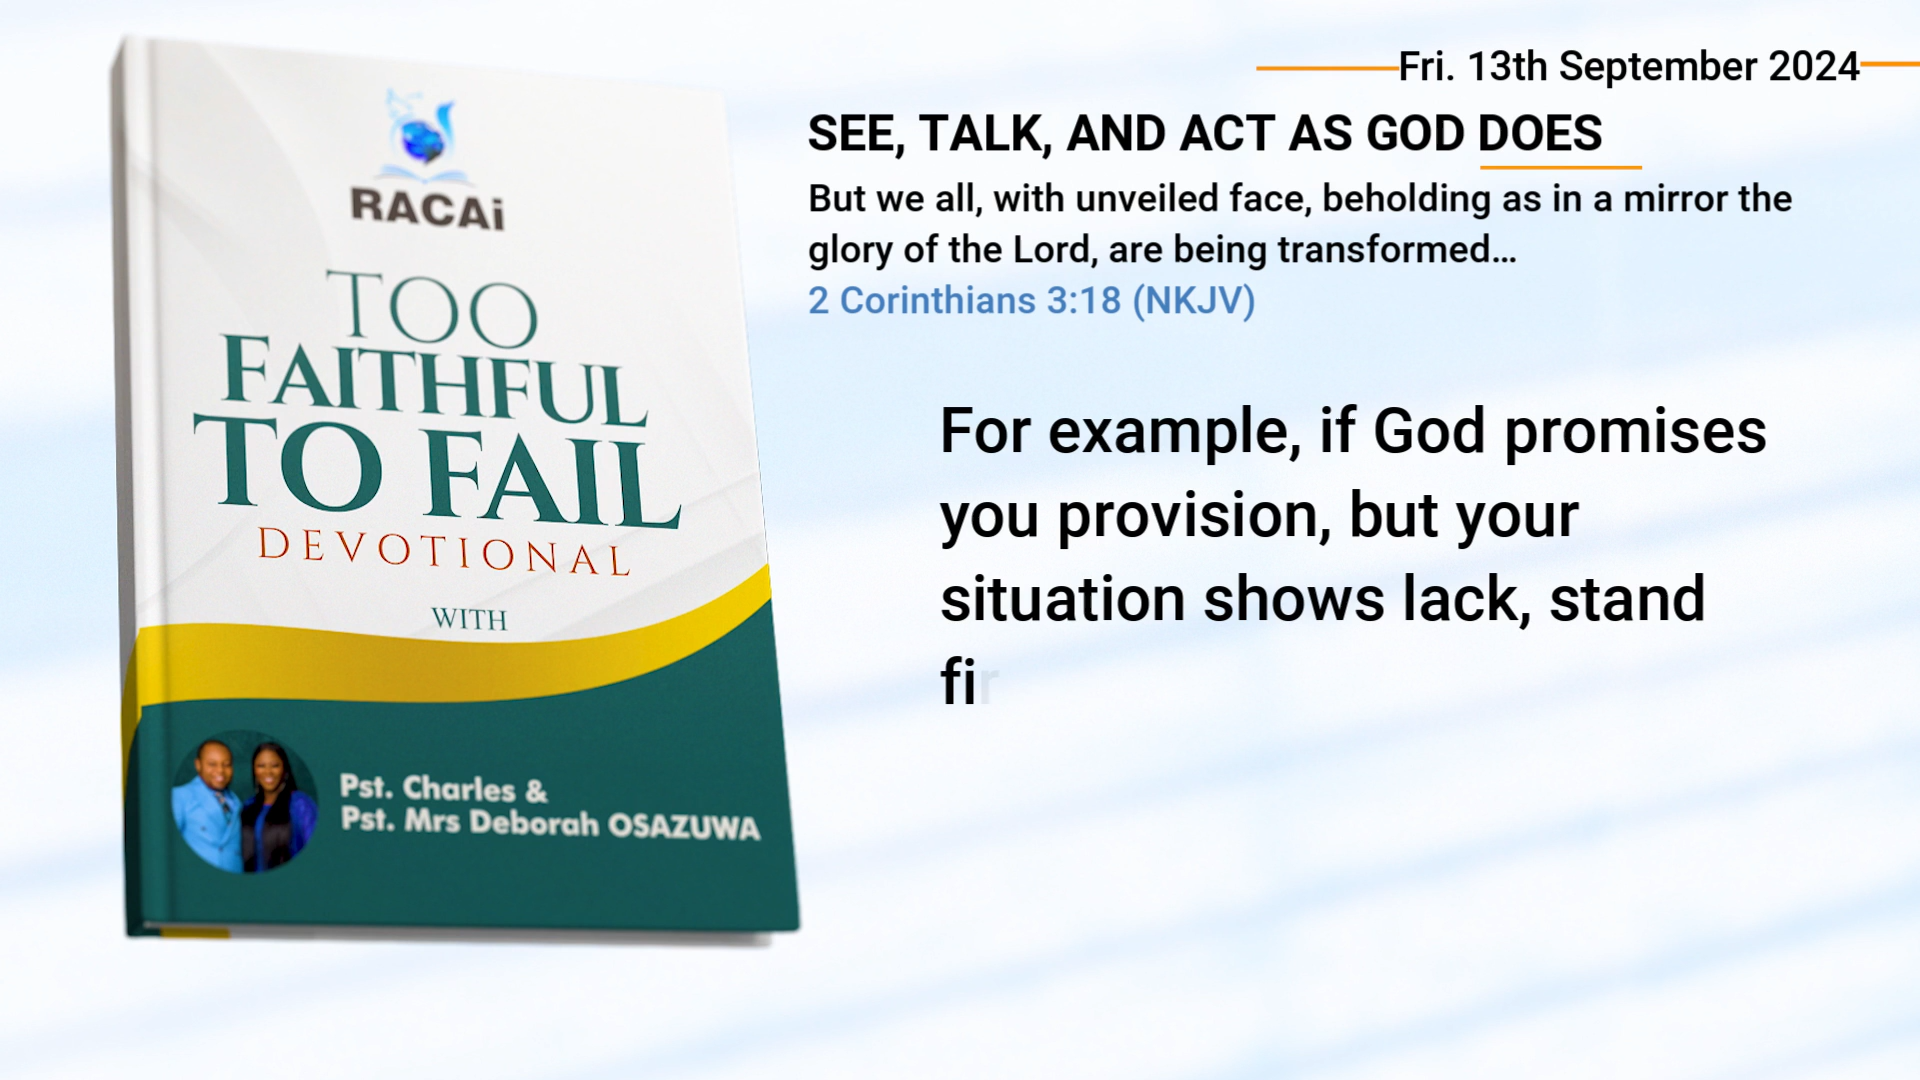 RACAi
TOO
FAITHFUL
TO FAIL
DEVOTIONAL
WITH
Pst. Charles &
Pst. Mrs Deborah OSAZUWA
Fri. 13th September 2024
SEE, TALK, AND ACT AS GOD DOES
But we all, with unveiled face, beholding as in a mirror the
glory of the Lord, are being transformed...
2 Corinthians 3:18 (NKJV)
For example, if God promises
you provision, but your
situation shows lack, stand
fir